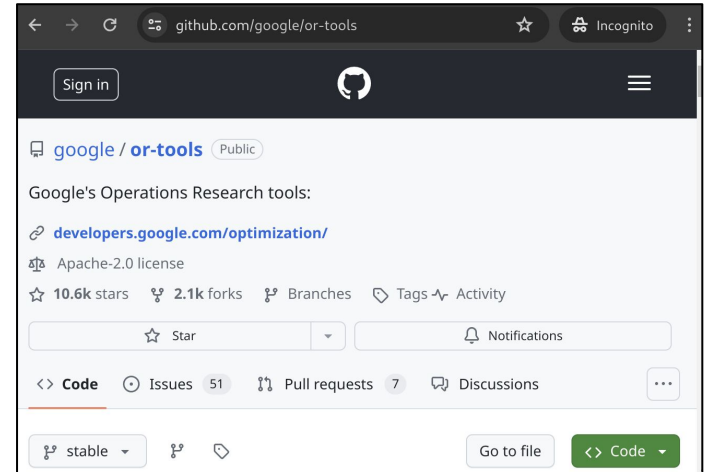 github.com/google/or-tools Incognito
Sign in
google / or-tools Public
Google's Operations Research tools:
developers.google.com/optimization/
Apache-2.0 license
10.6k stars 2.1k forks Branches Tags Activity
Star Notifications
<> Code Issues 51 Pull requests 7 Discussions ...
stable Go to file <> Code